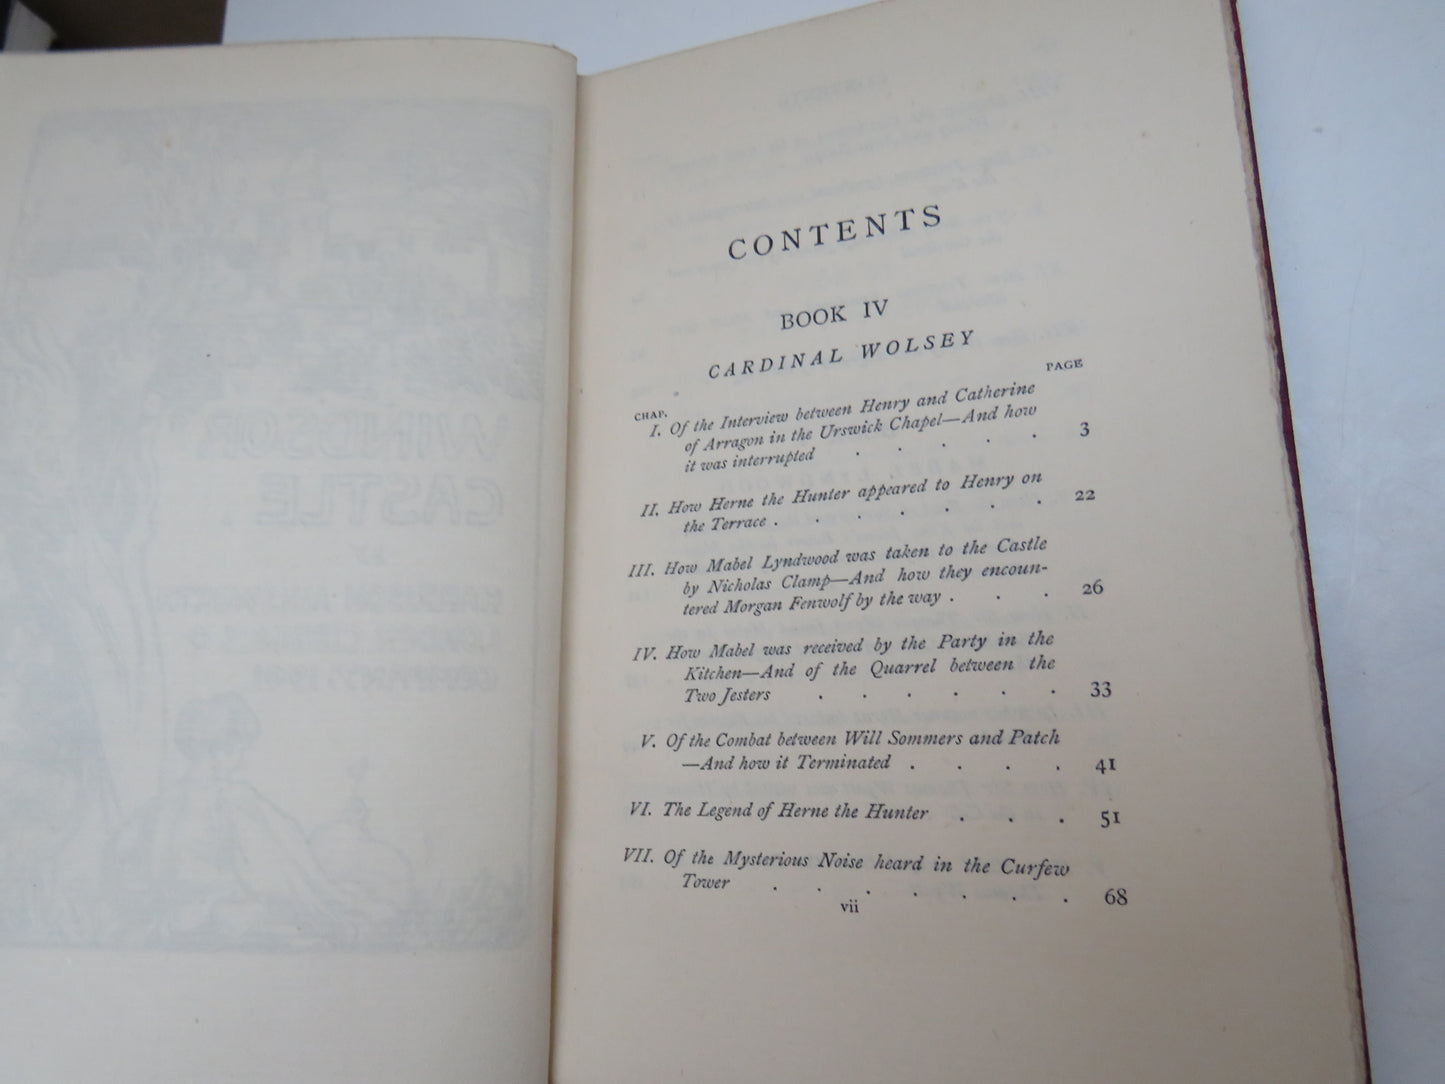 CONTENTS
BOOK IV
CARDINAL WOLSEY
PAGE
CHAP.
I. Of the Interview between Henry and Catherine
of Arragon in the Urswick Chapel—And how
it was interrupted . . . . . 3
II. How Herne the Hunter appeared to Henry on
the Terrace . . . . . . . 22
III. How Mabel Lyndwood was taken to the Castle
by Nicholas Clamp—And how they encoun-
tered Morgan Fenwolf by the way . . . 26
IV. How Mabel was received by the Party in the
Kitchen—And of the Quarrel between the
Two Jesters . . . . . . 33
V. Of the Combat between Will Sommers and Patch
—And how it Terminated . . . . 41
VI. The Legend of Herne the Hunter . . . 51
VII. Of the Mysterious Noise heard in the Curfew
Tower . . . . . . . 68
vii